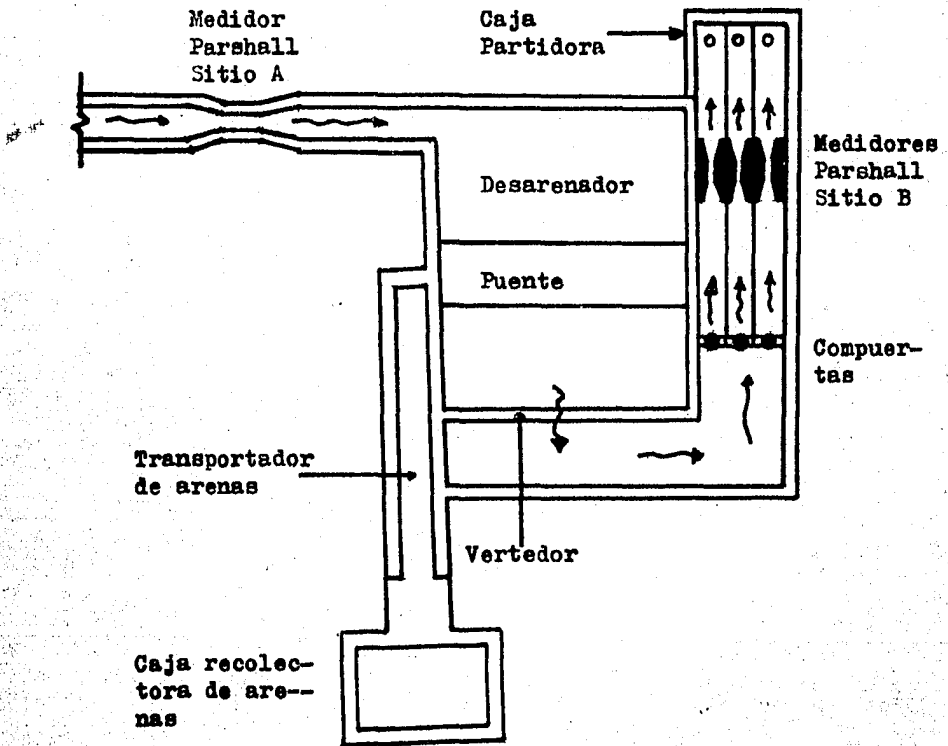 Medidor
Parshall
Sitio A
Caja
Partidora
Medidores
Parshall
Sitio B
Desarenador
Puente
Compuer-
tas
Transportador
de arenas
Vertedor
Caja recolec-
tora de are--
nas